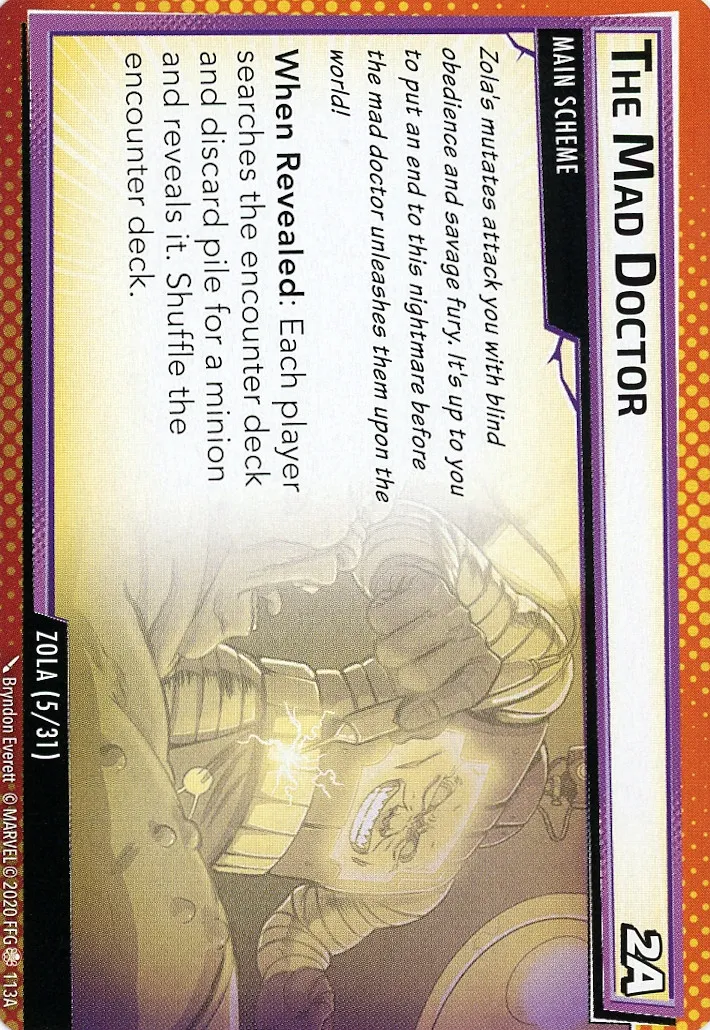 THE MAD DOCTOR
2A
MAIN SCHEME
Zola's mutates attack you with blind
obedience and savage fury. It's up to you
to put an end to this nightmare before
the mad doctor unleashes them upon the
world!
When Revealed: Each player
searches the encounter deck
and discard pile for a minion
and reveals it. Shuffle the
encounter deck.
ZOLA (5/31)
Bryndon Everett © MARVEL © 2020 FFG 113A